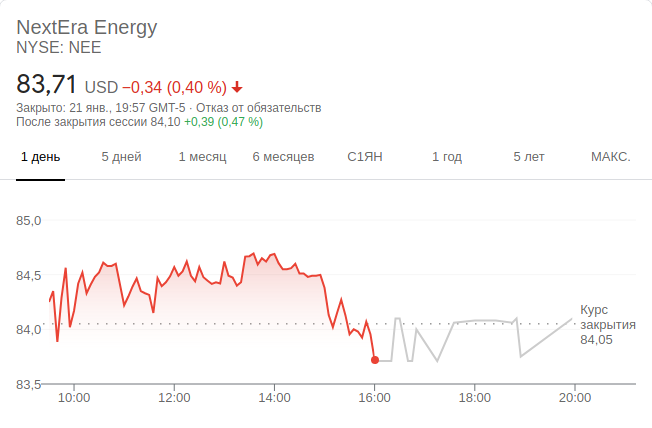 NextEra Energy
NYSE: NEE
83,71 USD −0,34 (0,40 %)
Закрыто: 21 янв., 19:57 GMT-5 · Отказ от обязательств
После закрытия сессии 84,10 +0,39 (0,47 %)
1 день 5 дней 1 месяц 6 месяцев С1ЯН 1 год 5 лет МАКС.
85,0
84,5
84,0
83,5
Курс
закрытия
84,05
10:00 12:00 14:00 16:00 18:00 20:00